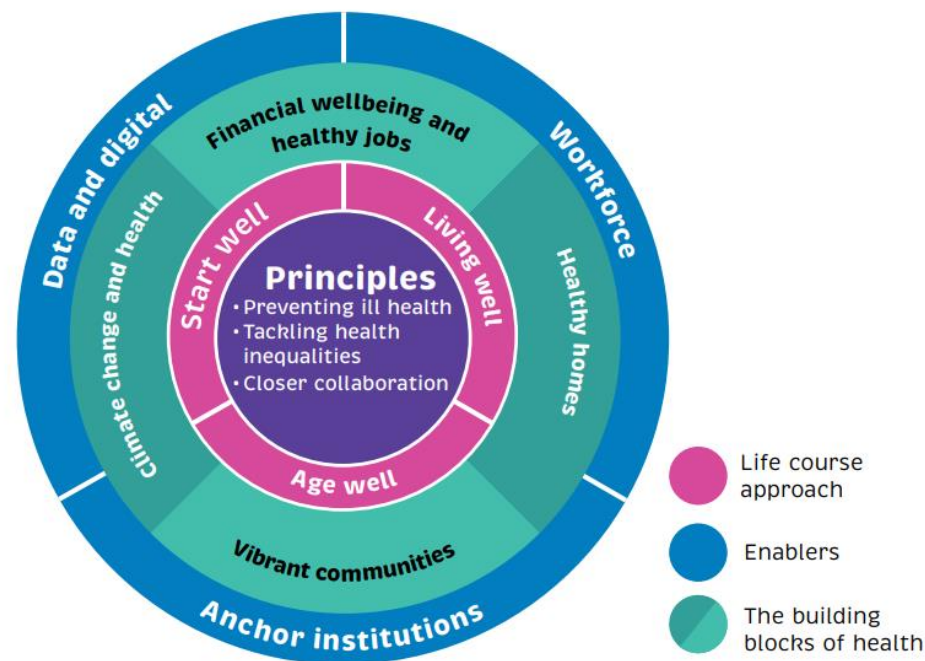 Data and digital
Workforce
Anchor institutions
Financial wellbeing and
healthy jobs
Healthy homes
Vibrant communities
Climate change and health
Start well
Living well
Age well
Principles
• Preventing ill health
• Tackling health
inequalities
• Closer collaboration
Life course
approach
Enablers
The building
blocks of health